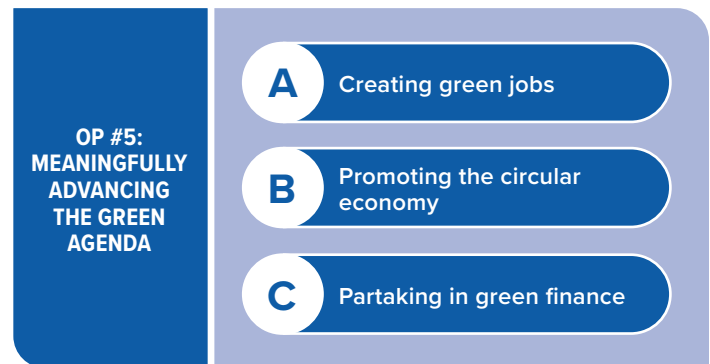 OP #5:
MEANINGFULLY
ADVANCING
THE GREEN
AGENDA
A
Creating green jobs
B
Promoting the circular
economy
C
Partaking in green finance